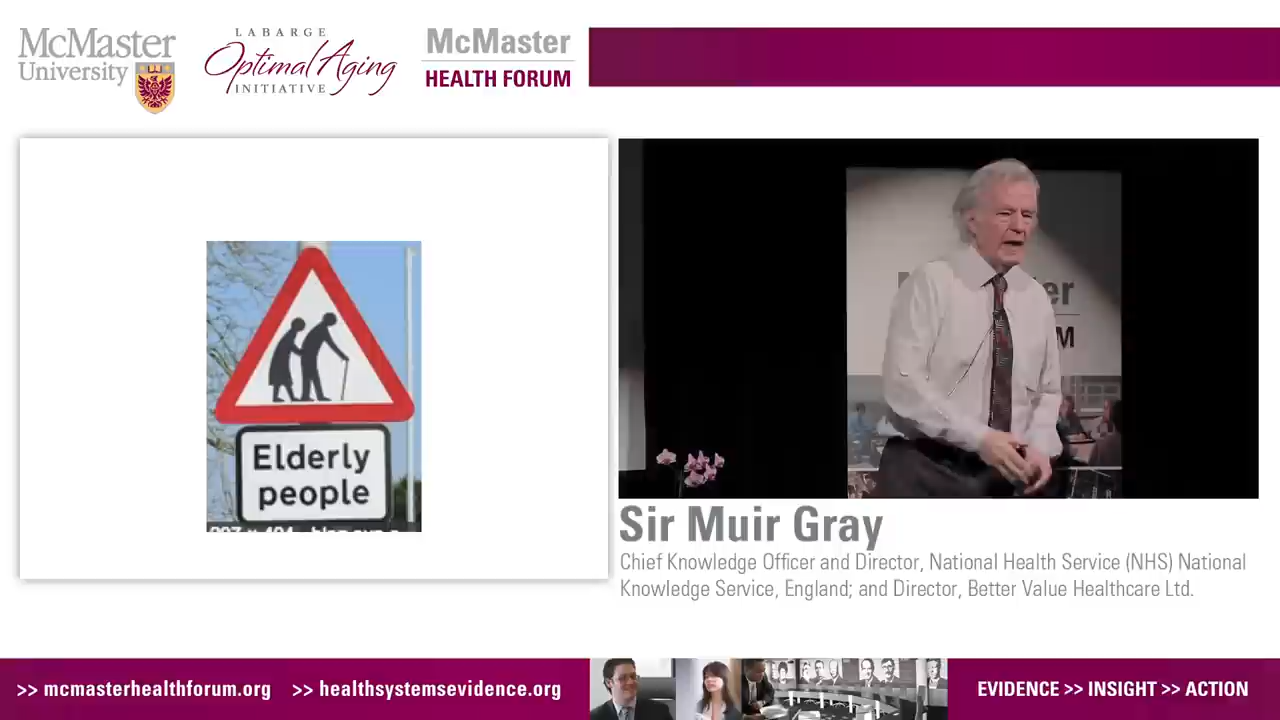 McMaster
University
LABARGE
Optimal Aging
INITIATIVE
McMaster
HEALTH FORUM
Elderly
people
Sir Muir Gray
Chief Knowledge Officer and Director, National Health Service (NHS) National
Knowledge Service, England; and Director, Better Value Healthcare Ltd.
>> mcmasterhealthforum.org >> healthsystemsevidence.org
EVIDENCE >> INSIGHT >> ACTION